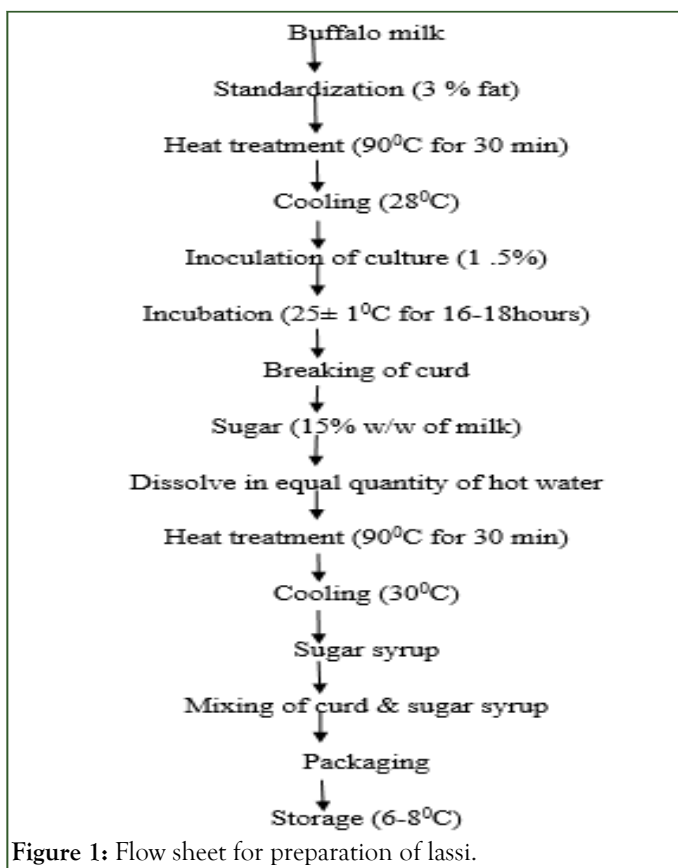 Buffalo milk
Standardization (3 % fat)
Heat treatment (90⁰C for 30 min)
Cooling (28⁰C)
Inoculation of culture (1 .5%)
Incubation (25± 1⁰C for 16-18hours)
Breaking of curd
Sugar (15% w/w of milk)
Dissolve in equal quantity of hot water
Heat treatment (90⁰C for 30 min)
Cooling (30⁰C)
Sugar syrup
Mixing of curd & sugar syrup
Packaging
Storage (6-8⁰C)
Figure 1: Flow sheet for preparation of lassi.